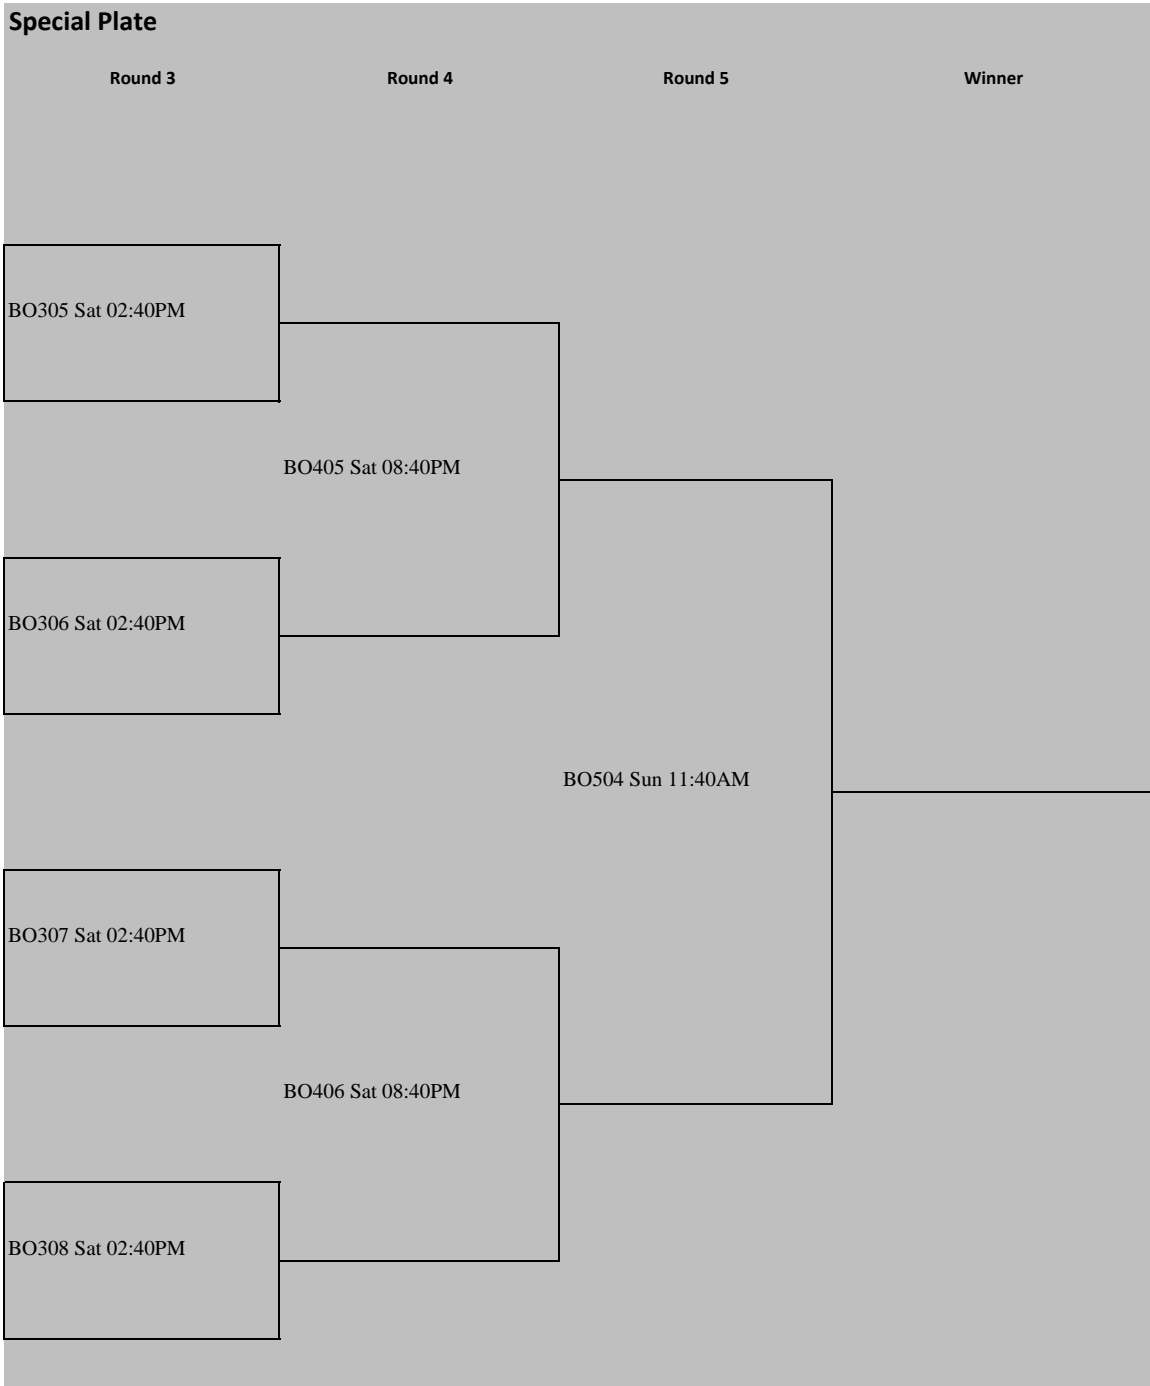 Special Plate
Round 3 Round 4 Round 5 Winner
BO305 Sat 02:40PM
BO405 Sat 08:40PM
BO306 Sat 02:40PM
BO504 Sun 11:40AM
BO307 Sat 02:40PM
BO406 Sat 08:40PM
BO308 Sat 02:40PM